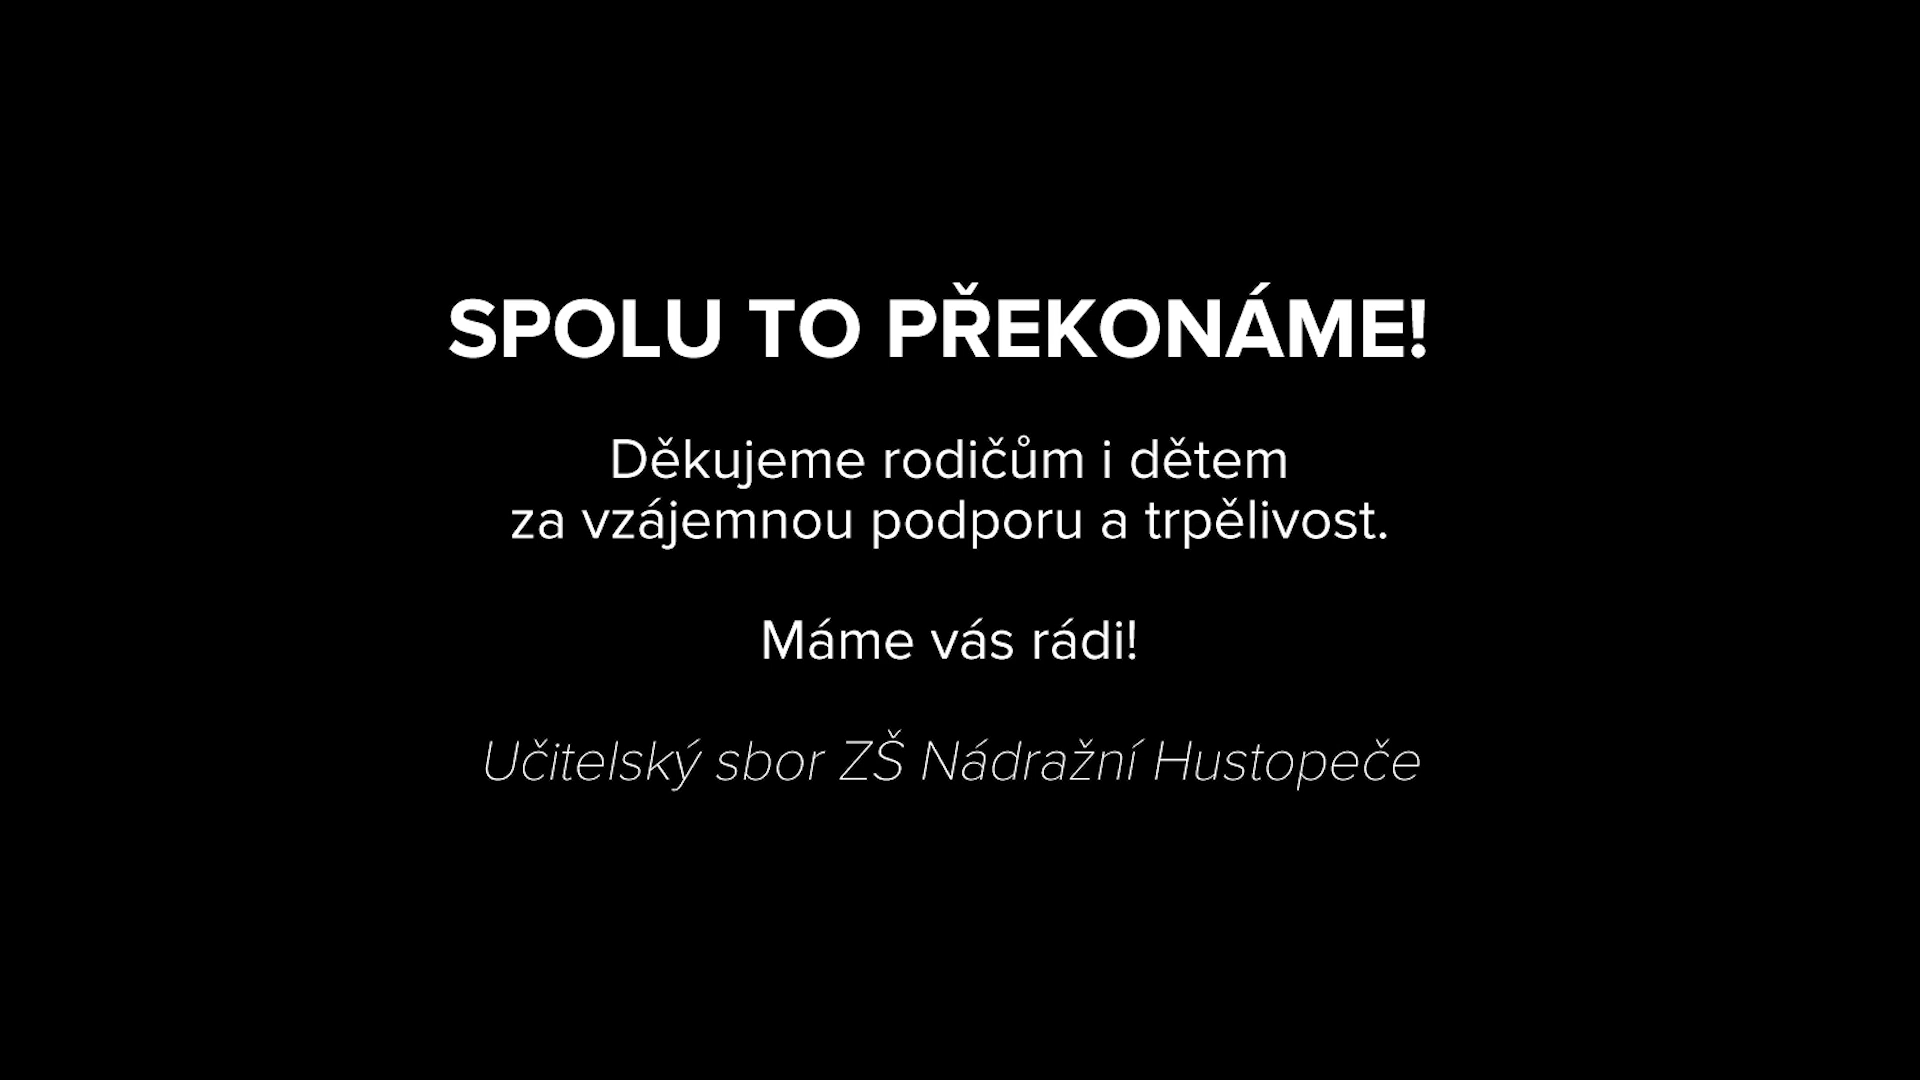 SPOLU TO PŘEKONÁME!
Děkujeme rodičům i dětem
za vzájemnou podporu a trpělivost.
Máme vás rádi!
Učitelský sbor ZŠ Nádražní Hustopeče